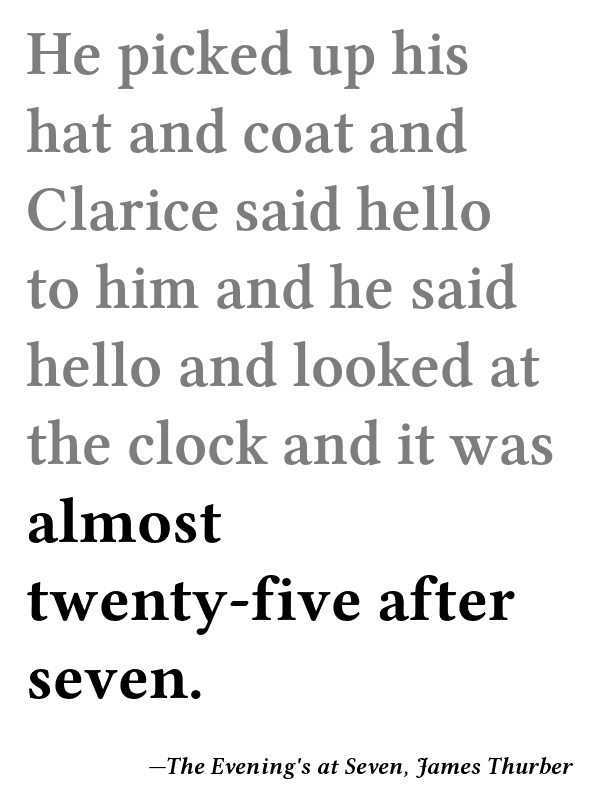 He picked up his
hat and coat and
Clarice said hello
to him and he said
hello and looked at
the clock and it was
almost
twenty-five after
seven.
—The Evening's at Seven, James Thurber